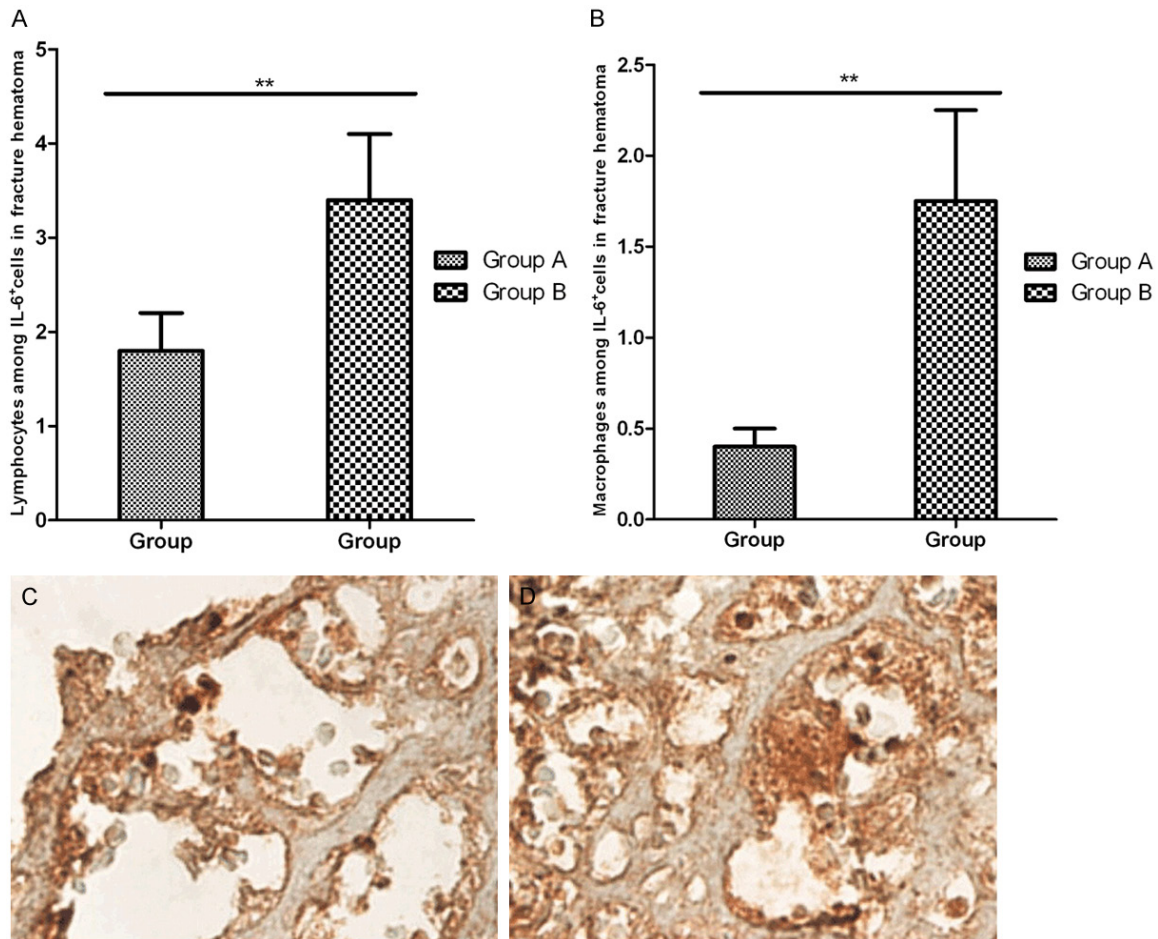 A
Lymphocytes among IL-6⁺cells in fracture hematoma
5
4
3
2
1
0
**
Group
Group
Group A
Group B
B
Macrophages among IL-6⁺cells in fracture hematoma
2.5
2.0
1.5
1.0
0.5
0.0
**
Group
Group
Group A
Group B
C
D